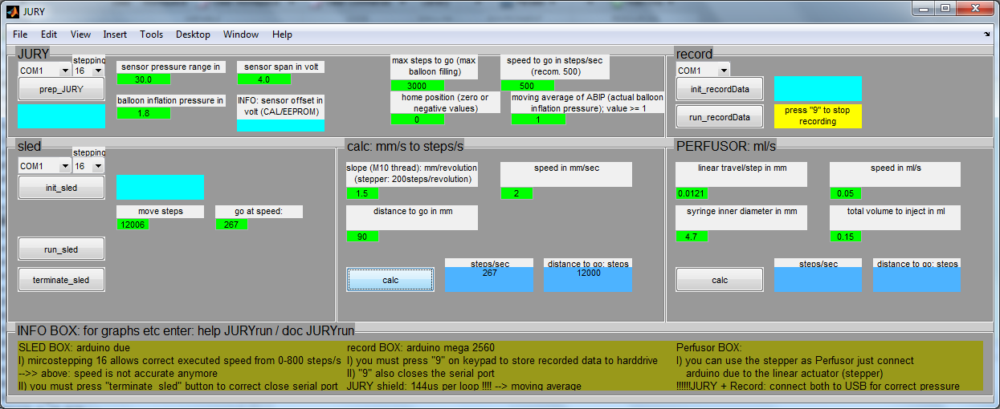 JURY
File Edit View Insert Tools Desktop Window Help
JURY
stepping
COM1 16
prep_JURY
sensor pressure range in
30.0
sensor span in volt
4.0
balloon inflation pressure in
1.8
INFO: sensor offset in
volt (CAL/EEPROM)
max steps to go (max
balloon filling)
3000
speed to go in steps/sec
(recom. 500)
500
home position (zero or
negative values)
0
moving average of ABIP (actual balloon
inflation pressure); value >= 1
1
record
COM1
init_recordData
run_recordData
press "9" to stop
recording
sled
stepping
COM1 16
init_sled
move steps
12006
go at speed:
267
run_sled
terminate_sled
calc: mm/s to steps/s
slope (M10 thread): mm/revolution
(stepper: 200steps/revolution)
1.5
speed in mm/sec
2
distance to go in mm
90
calc
steps/sec
267
distance to go: steps
12000
PERFUSOR: ml/s
linear travel/step in mm
0.0121
speed in ml/s
0.05
syringe inner diameter in mm
4.7
total volume to inject in ml
0.15
calc
steps/sec
distance to go: steps
INFO BOX: for graphs etc enter: help JURYrun / doc JURYrun
SLED BOX: arduino due
I) mircostepping 16 allows correct executed speed from 0-800 steps/s
-->> above: speed is not accurate anymore
II) you must press "terminate_sled" button to correct close serial port
record BOX: arduino mega 2560
I) you must press "9" on keypad to store recorded data to harddrive
II) "9" also closes the serial port
JURY shield: 144us per loop !!!! --> moving average
Perfusor BOX:
I) you can use the stepper as Perfusor just connect
arduino due to the linear actuator (stepper)
!!!!!!JURY + Record: connect both to USB for correct pressure